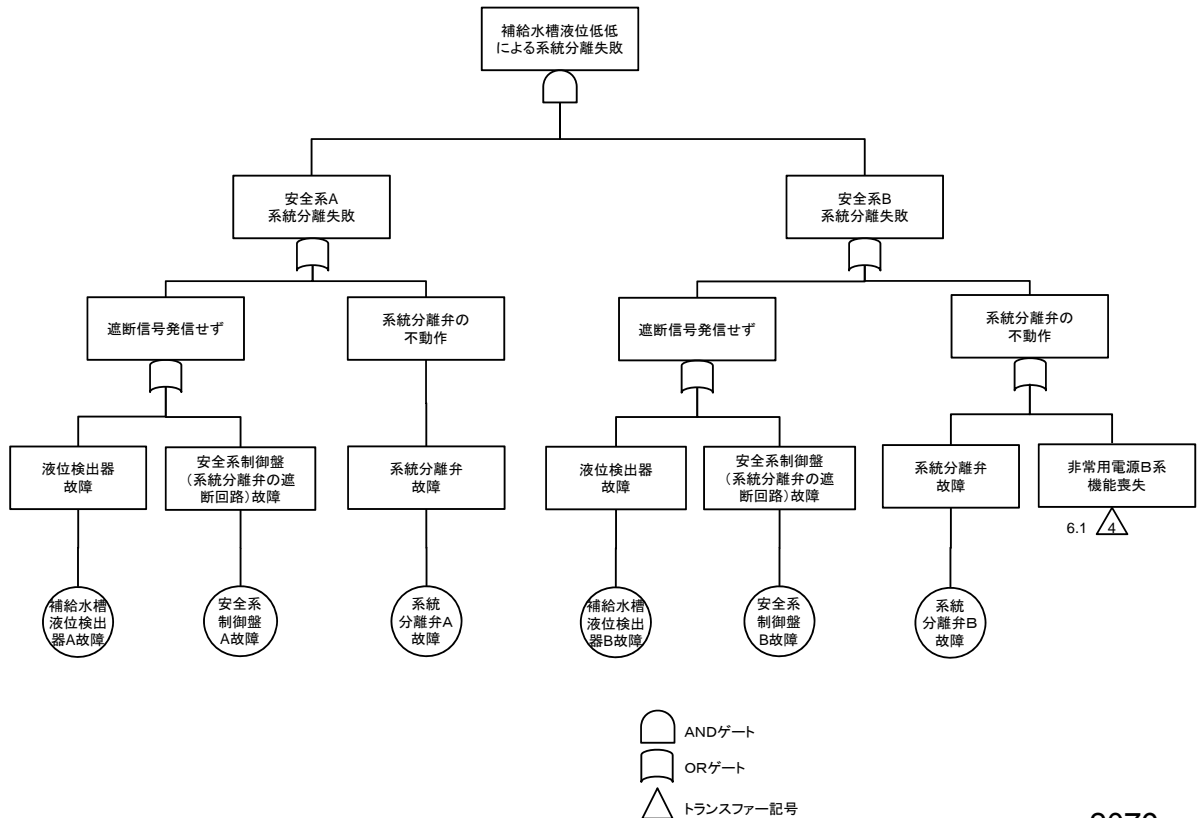 補給水槽液位低低
による系統分離失敗
安全系A
系統分離失敗
安全系B
系統分離失敗
遮断信号発信せず
系統分離弁の
不動作
遮断信号発信せず
系統分離弁の
不動作
液位検出器
故障
安全系制御盤
（系統分離弁の遮
断回路）故障
系統分離弁
故障
液位検出器
故障
安全系制御盤
（系統分離弁の遮
断回路）故障
系統分離弁
故障
非常用電源B系
機能喪失
6.1
4
補給水槽
液位検出
器A故障
安全系
制御盤
A故障
系統
分離弁A
故障
補給水槽
液位検出
器B故障
安全系
制御盤
B故障
系統
分離弁B
故障
ANDゲート
ORゲート
トランスファー記号